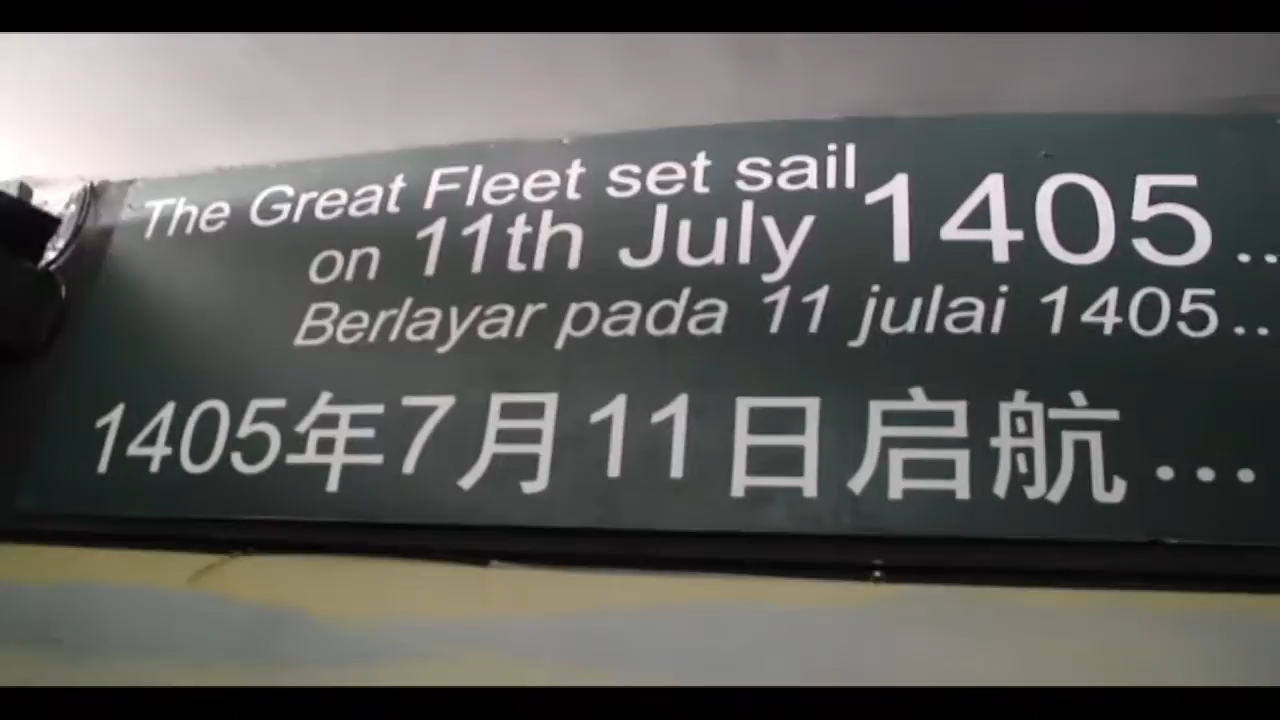 The Great Fleet set sail
on 11th July 1405..
Berlayar pada 11 julai 1405..
1405年7月11日启航...